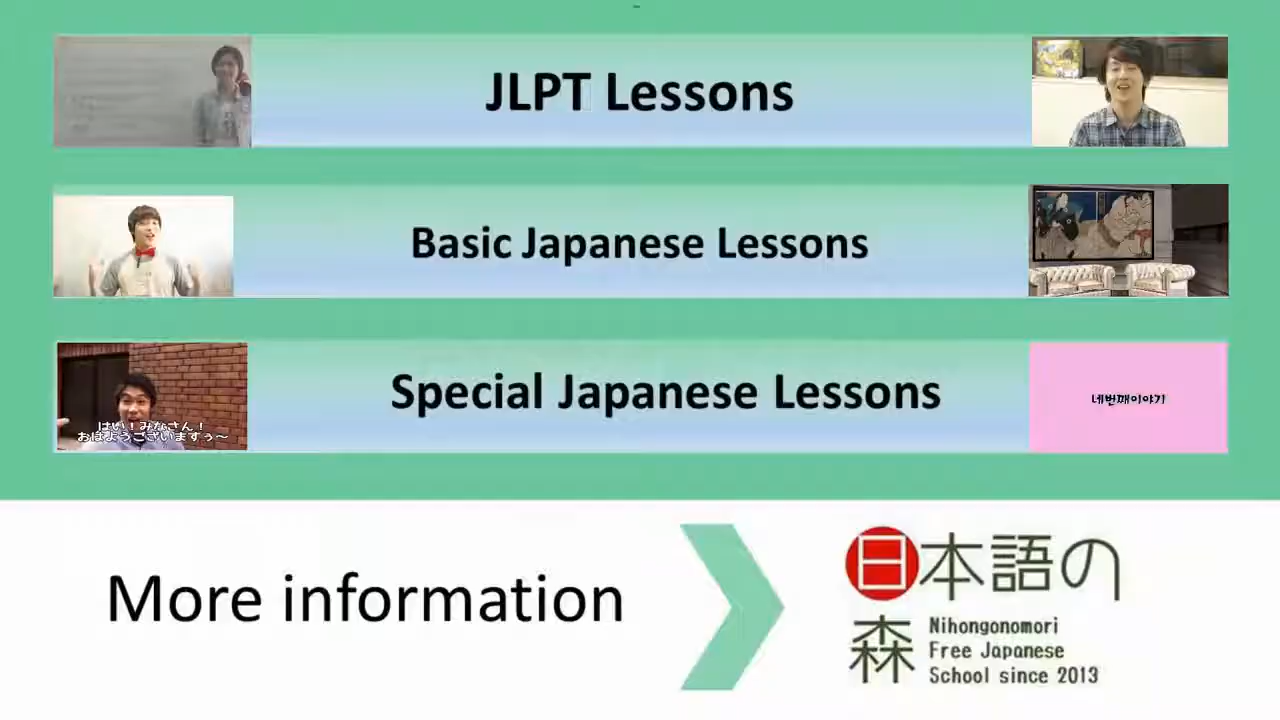 JLPT Lessons
Basic Japanese Lessons
Special Japanese Lessons
はい！みなさん！
おはようございますぅ～
네번째이야기
More information
日本語の
森
Nihongonomori
Free Japanese
School since 2013